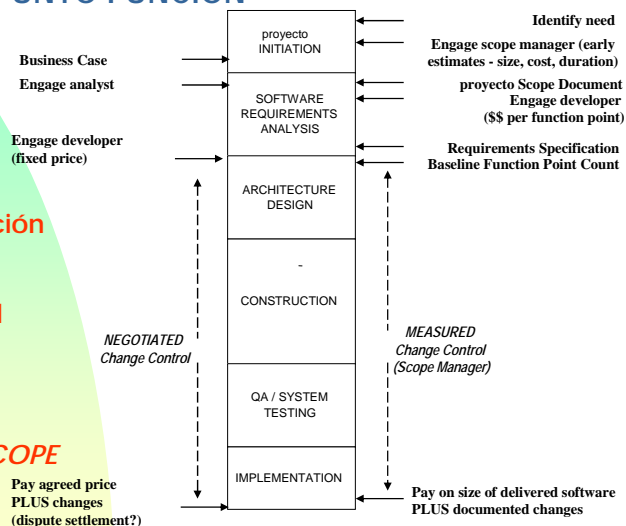 UNTO FUNCIÓN
proyecto
INITIATION
Identify need
Engage scope manager (early
estimates - size, cost, duration)
Business Case
Engage analyst
SOFTWARE
REQUIREMENTS
ANALYSIS
proyecto Scope Document
Engage developer
($$ per function point)
Engage developer
(fixed price)
Requirements Specification
Baseline Function Point Count
ARCHITECTURE
DESIGN
ción
-
CONSTRUCTION
NEGOTIATED
Change Control
MEASURED
Change Control
(Scope Manager)
QA / SYSTEM
TESTING
COPE
IMPLEMENTATION
Pay agreed price
PLUS changes
(dispute settlement?)
Pay on size of delivered software
PLUS documented changes